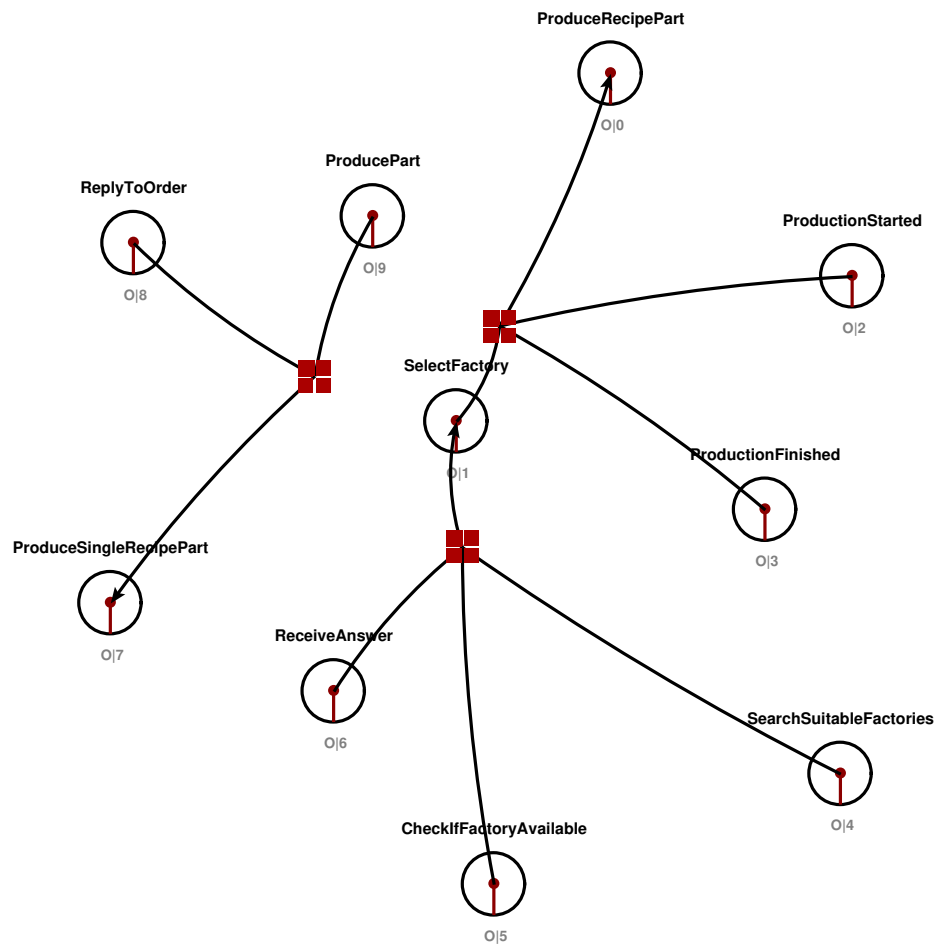 ProduceRecipePart
O|0
ProducePart
O|9
ReplyToOrder
O|8
ProductionStarted
O|2
SelectFactory
O|1
ProductionFinished
O|3
ProduceSingleRecipePart
O|7
ReceiveAnswer
O|6
SearchSuitableFactories
O|4
CheckIfFactoryAvailable
O|5